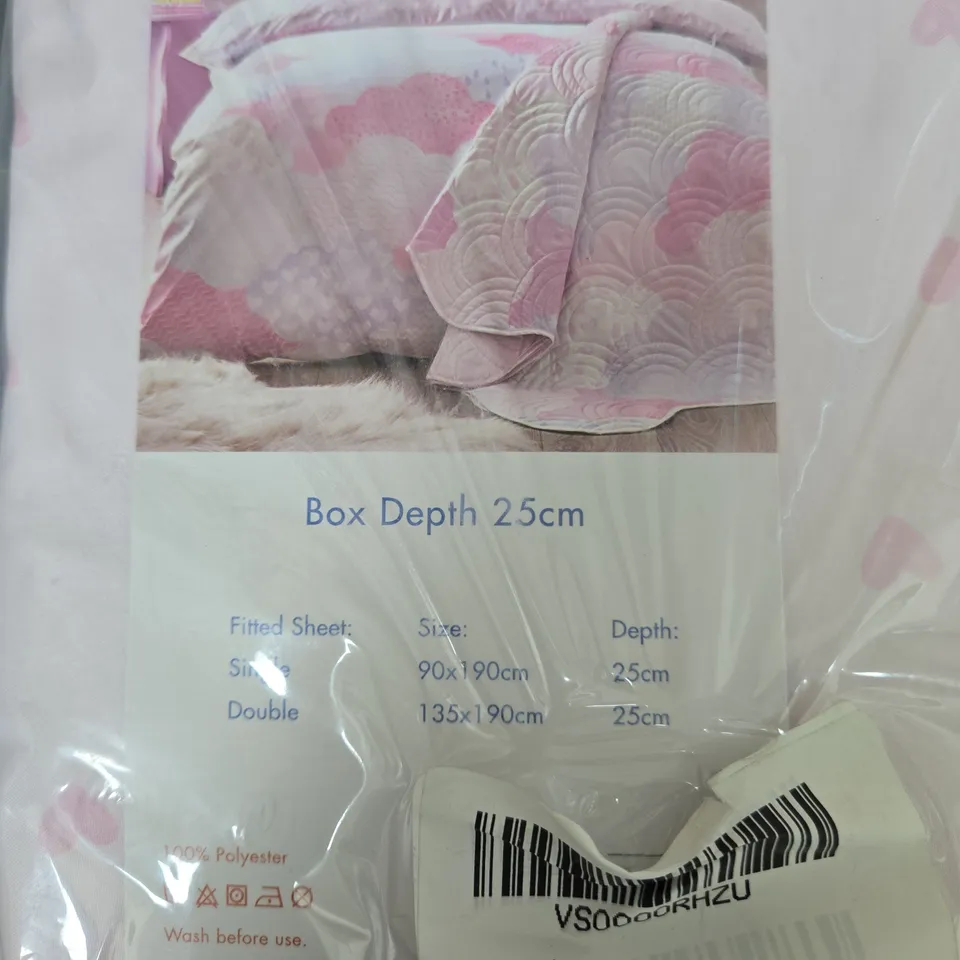 Box Depth 25cm
Fitted Sheet: Size: Depth:
Single 90x190cm 25cm
Double 135x190cm 25cm
100% Polyester
Wash before use.
VS0000RHZU